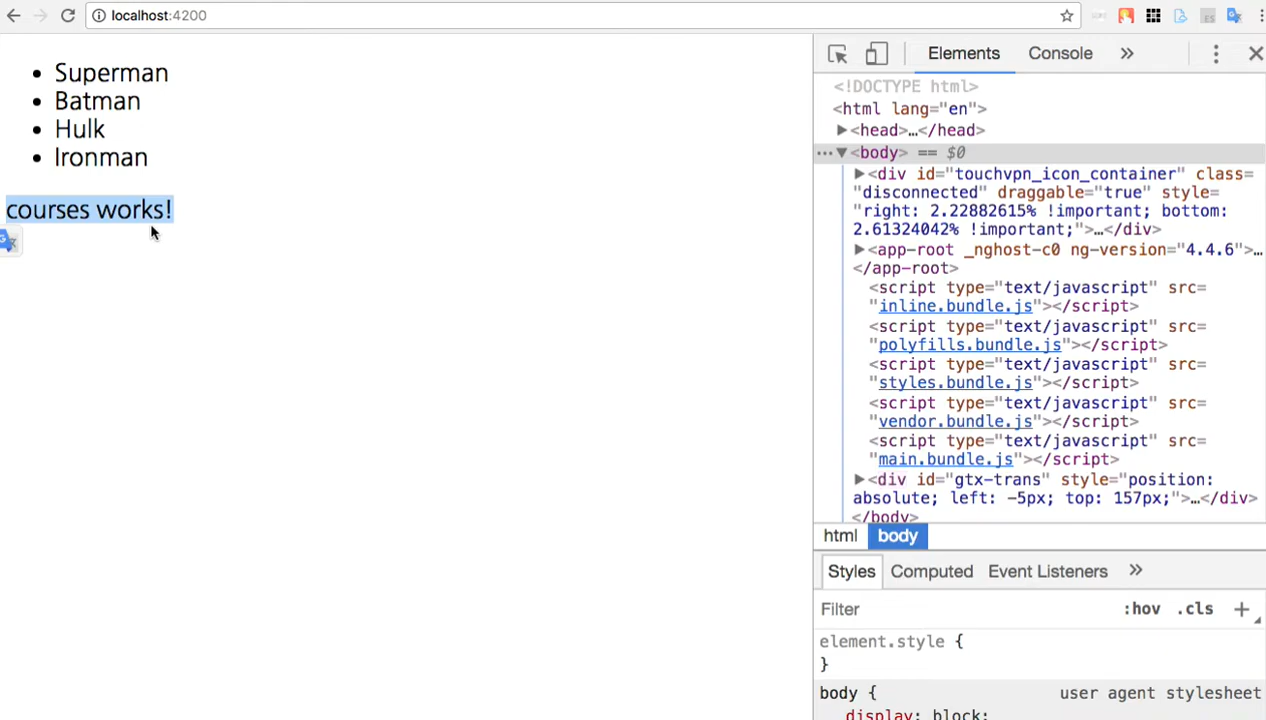 localhost:4200
Superman
Batman
Hulk
Ironman
courses works!
Elements Console »
<!DOCTYPE html>
<html lang="en">
<head>…</head>
… <body> == $0
<div id="touchvpn_icon_container" class=
"disconnected" draggable="true" style=
"right: 2.22882615% !important; bottom:
2.61324042% !important;">…</div>
<app-root _nghost-c0 ng-version="4.4.6">…
</app-root>
<script type="text/javascript" src=
"inline.bundle.js"></script>
<script type="text/javascript" src=
"polyfills.bundle.js"></script>
<script type="text/javascript" src=
"styles.bundle.js"></script>
<script type="text/javascript" src=
"vendor.bundle.js"></script>
<script type="text/javascript" src=
"main.bundle.js"></script>
<div id="gtx-trans" style="position:
absolute; left: -5px; top: 157px;">…</div>
</body>
html body
Styles Computed Event Listeners »
Filter :hov .cls +
element.style {
}
body { user agent stylesheet
display: block;